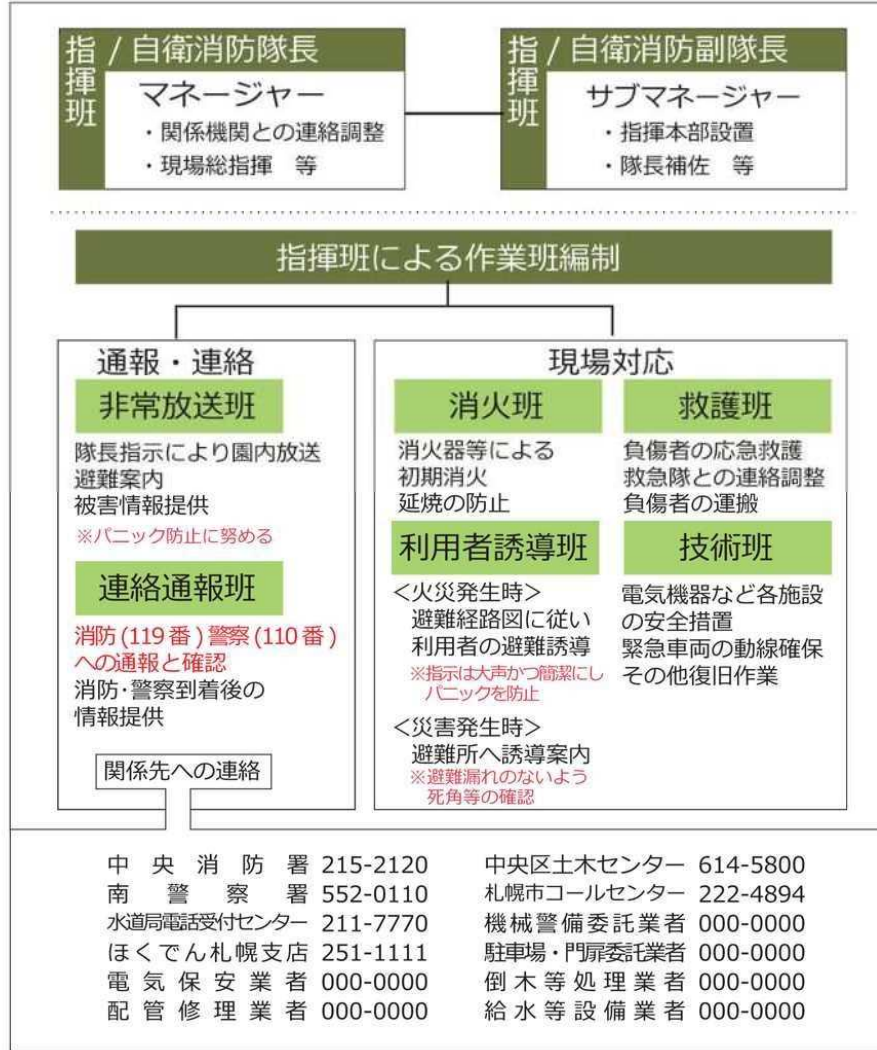 指揮班 / 自衛消防隊長
マネージャー
・関係機関との連絡調整
・現場総指揮 等
指揮班 / 自衛消防副隊長
サブマネージャー
・指揮本部設置
・隊長補佐 等
指揮班による作業班編制
通報・連絡
非常放送班
隊長指示により園内放送
避難案内
被害情報提供
※パニック防止に努める
連絡通報班
消防(119番)警察(110番)
への通報と確認
消防・警察到着後の
情報提供
関係先への連絡
現場対応
消火班
消火器等による
初期消火
延焼の防止
救護班
負傷者の応急救護
救急隊との連絡調整
負傷者の運搬
利用者誘導班
<火災発生時>
避難経路図に従い
利用者の避難誘導
※指示は大声かつ簡潔にし
パニックを防止
<災害発生時>
避難所へ誘導案内
※避難漏れのないよう
死角等の確認
技術班
電気機器など各施設
の安全措置
緊急車両の動線確保
その他復旧作業
中央消防署 215-2120
南警察署 552-0110
水道局電話受付センター 211-7770
ほくでん札幌支店 251-1111
電気保安業者 000-0000
配管修理業者 000-0000
中央区土木センター 614-5800
札幌市コールセンター 222-4894
機械警備委託業者 000-0000
駐車場・門扉委託業者 000-0000
倒木等処理業者 000-0000
給水等設備業者 000-0000